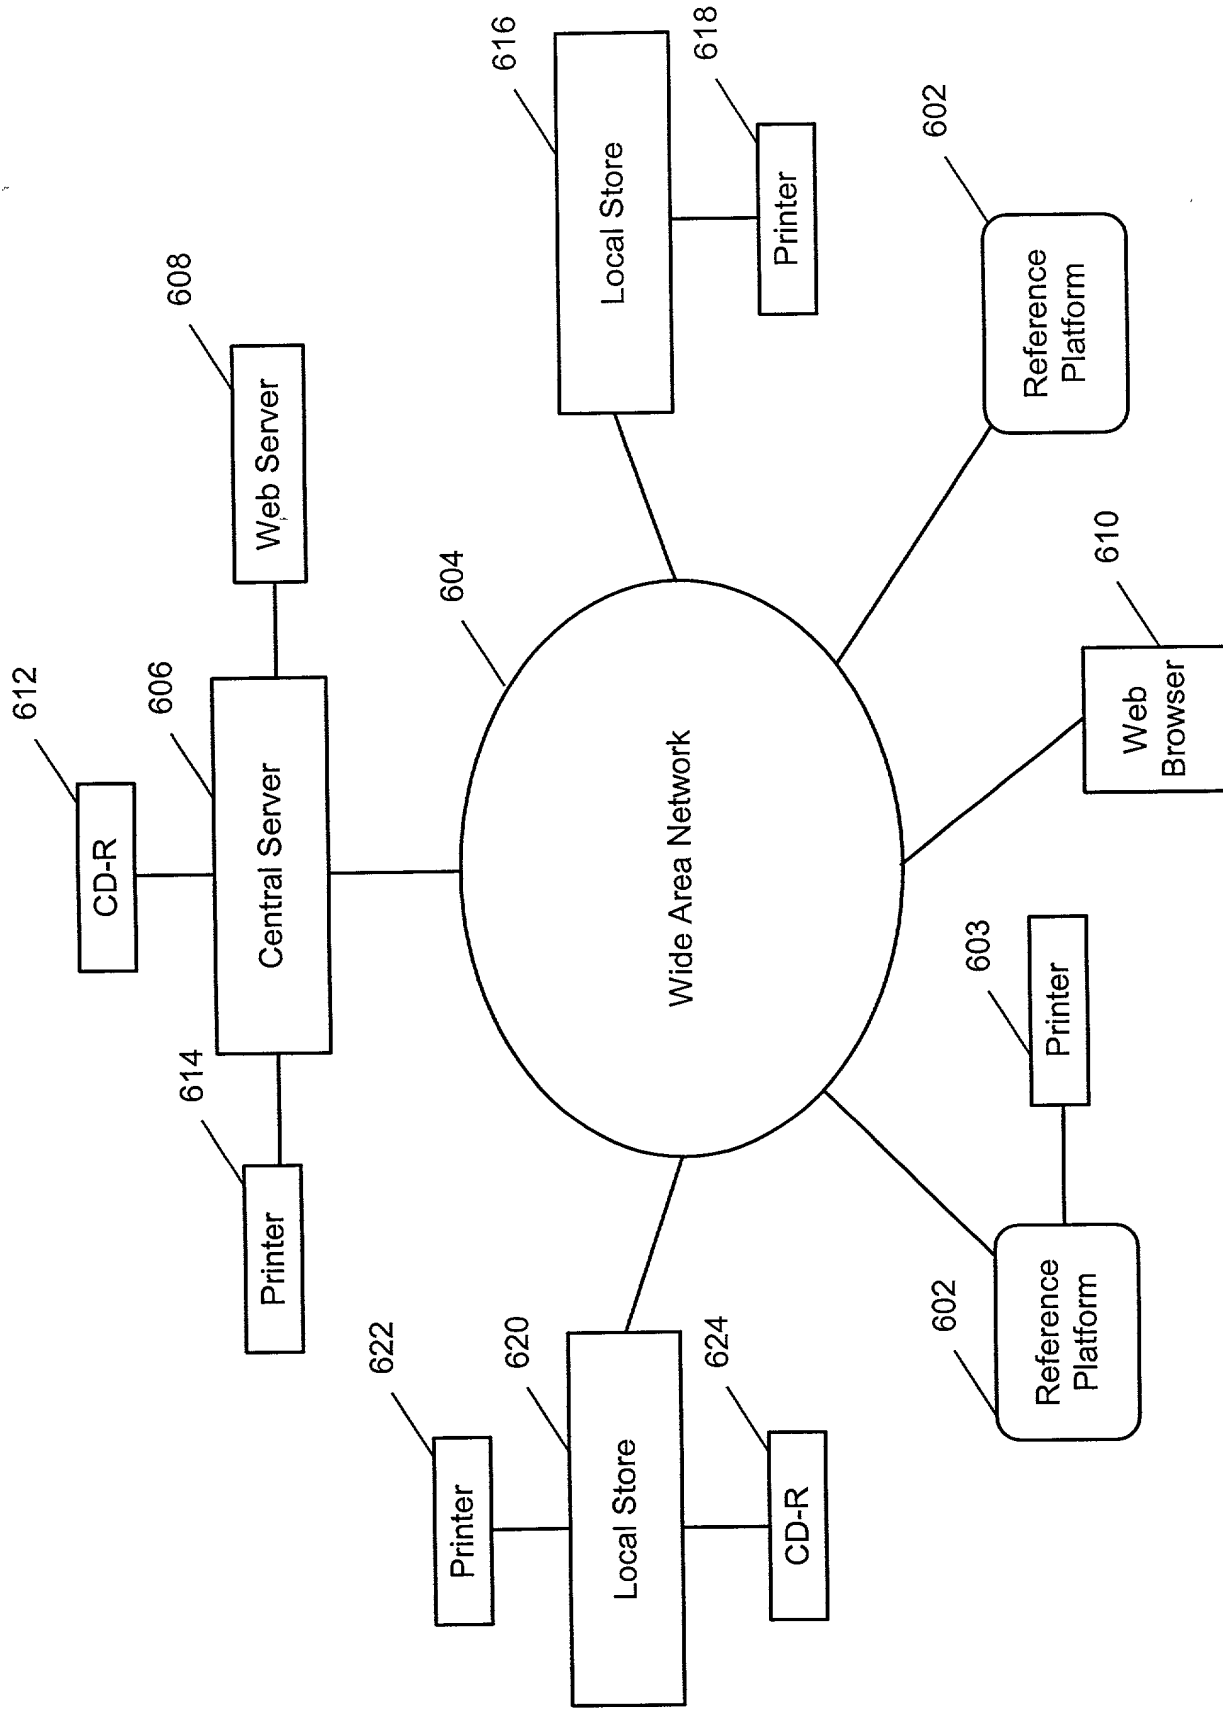 612
CD-R
606
Central Server
608
Web Server
614
Printer
604
Wide Area Network
616
Local Store
618
Printer
622
Printer
620
Local Store
624
CD-R
602
Reference
Platform
603
Printer
610
Web
Browser
602
Reference
Platform